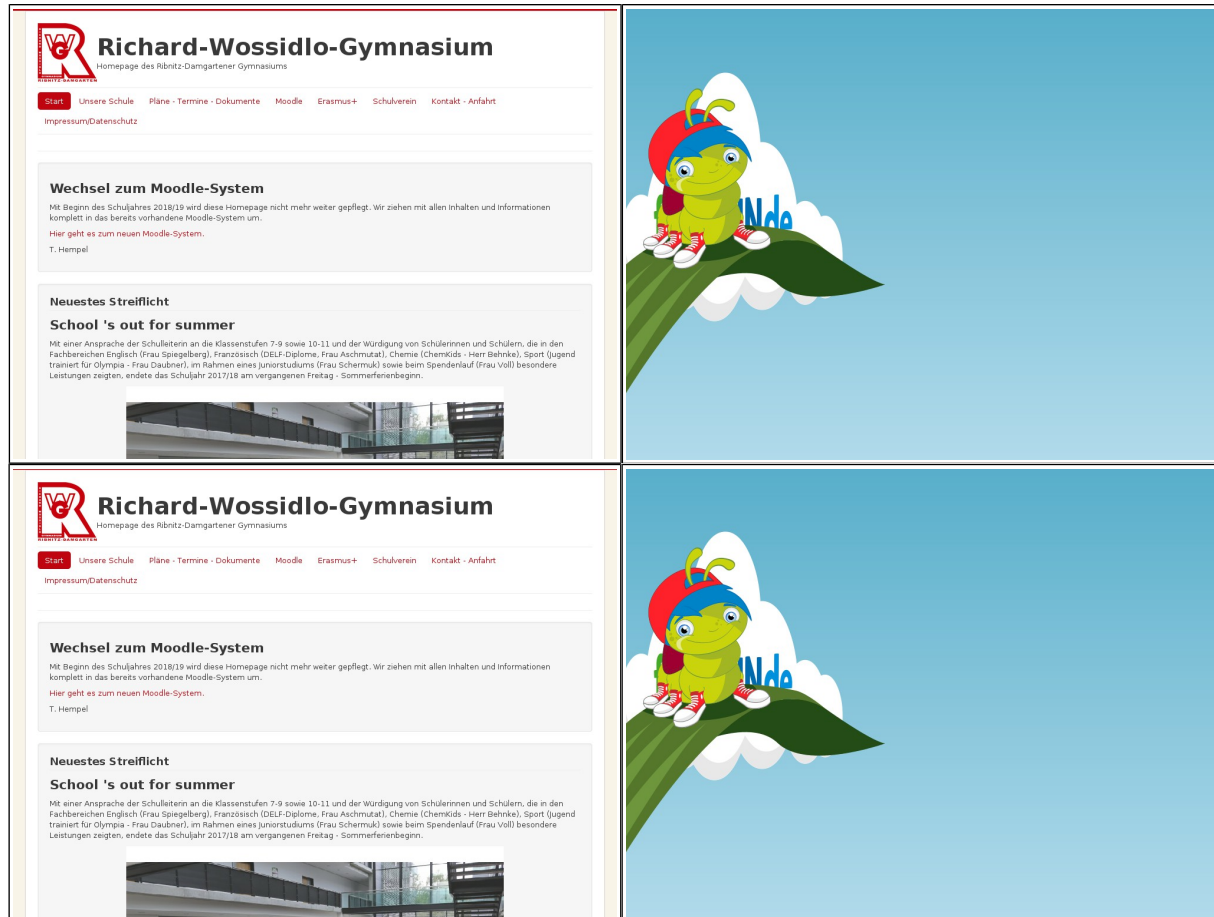 Richard-Wossidlo-Gymnasium
Homepage des Ribnitz-Damgartener Gymnasiums
Start Unsere Schule Pläne - Termine - Dokumente Moodle Erasmus+ Schulverein Kontakt - Anfahrt
Impressum/Datenschutz
Wechsel zum Moodle-System
Mit Beginn des Schuljahres 2018/19 wird diese Homepage nicht mehr weiter gepflegt. Wir ziehen mit allen Inhalten und Informationen
komplett in das bereits vorhandene Moodle-System um.
Hier geht es zum neuen Moodle-System.
T. Hempel
Neuestes Streiflicht
School 's out for summer
Mit einer Ansprache der Schulleiterin an die Klassenstufen 7-9 sowie 10-11 und der Würdigung von Schülerinnen und Schülern, die in den
Fachbereichen Englisch (Frau Spiegelberg), Französisch (DELF-Diplome, Frau Aschmutat), Chemie (ChemKids - Herr Behnke), Sport (Jugend
trainiert für Olympia - Frau Daubner), im Rahmen eines Juniorstudiums (Frau Schermuk) sowie beim Spendenlauf (Frau Voll) besondere
Leistungen zeigten, endete das Schuljahr 2017/18 am vergangenen Freitag - Sommerferienbeginn.
N.de
Richard-Wossidlo-Gymnasium
Homepage des Ribnitz-Damgartener Gymnasiums
Start Unsere Schule Pläne - Termine - Dokumente Moodle Erasmus+ Schulverein Kontakt - Anfahrt
Impressum/Datenschutz
Wechsel zum Moodle-System
Mit Beginn des Schuljahres 2018/19 wird diese Homepage nicht mehr weiter gepflegt. Wir ziehen mit allen Inhalten und Informationen
komplett in das bereits vorhandene Moodle-System um.
Hier geht es zum neuen Moodle-System.
T. Hempel
Neuestes Streiflicht
School 's out for summer
Mit einer Ansprache der Schulleiterin an die Klassenstufen 7-9 sowie 10-11 und der Würdigung von Schülerinnen und Schülern, die in den
Fachbereichen Englisch (Frau Spiegelberg), Französisch (DELF-Diplome, Frau Aschmutat), Chemie (ChemKids - Herr Behnke), Sport (Jugend
trainiert für Olympia - Frau Daubner), im Rahmen eines Juniorstudiums (Frau Schermuk) sowie beim Spendenlauf (Frau Voll) besondere
Leistungen zeigten, endete das Schuljahr 2017/18 am vergangenen Freitag - Sommerferienbeginn.
N.de